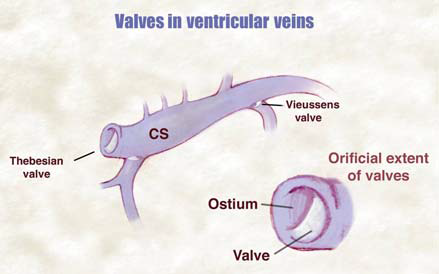 Valves in ventricular veins
Vieussens
valve
CS
Thebesian
valve
Orificial extent
of valves
Ostium
Valve